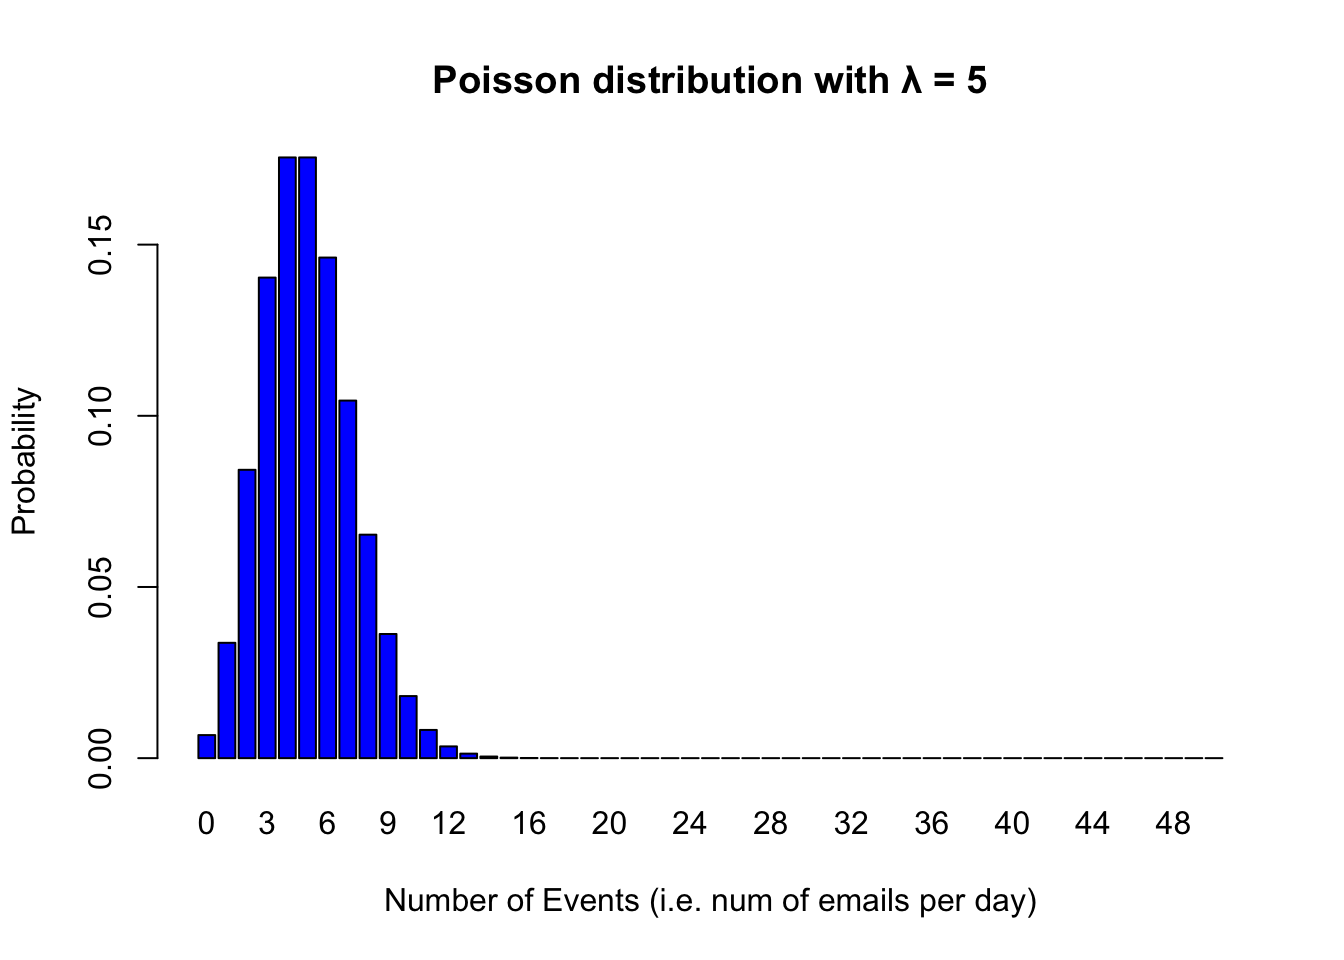 Poisson distribution with λ = 5
Probability
0.15
0.10
0.05
0.00
0 3 6 9 12 16 20 24 28 32 36 40 44 48
Number of Events (i.e. num of emails per day)